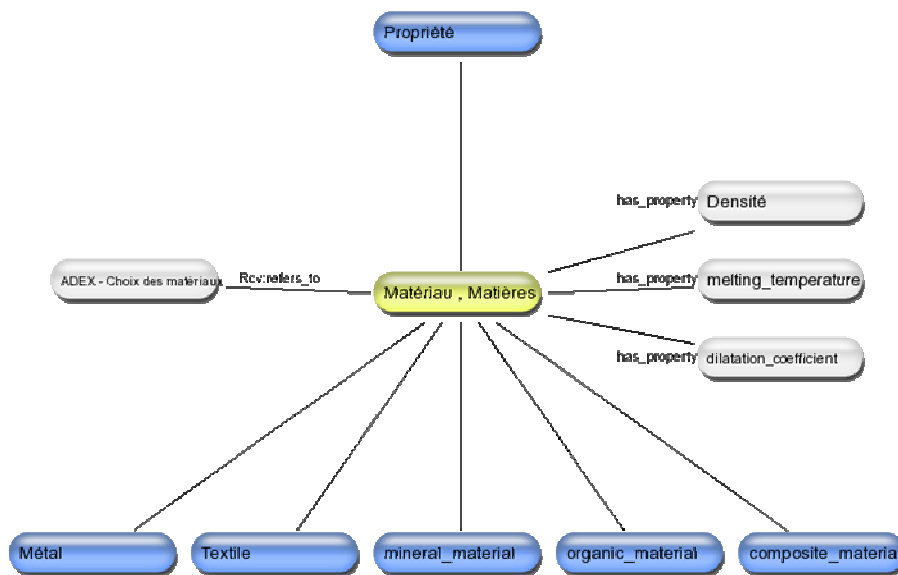 Propriété
has_property
Densité
ADEX - Choix des matériaux
Rcv:refers_to
Matériau , Matières
has_property
melting_temperature
has_property
dilatation_coefficient
Métal
Textile
mineral_material
organic_material
composite_materia